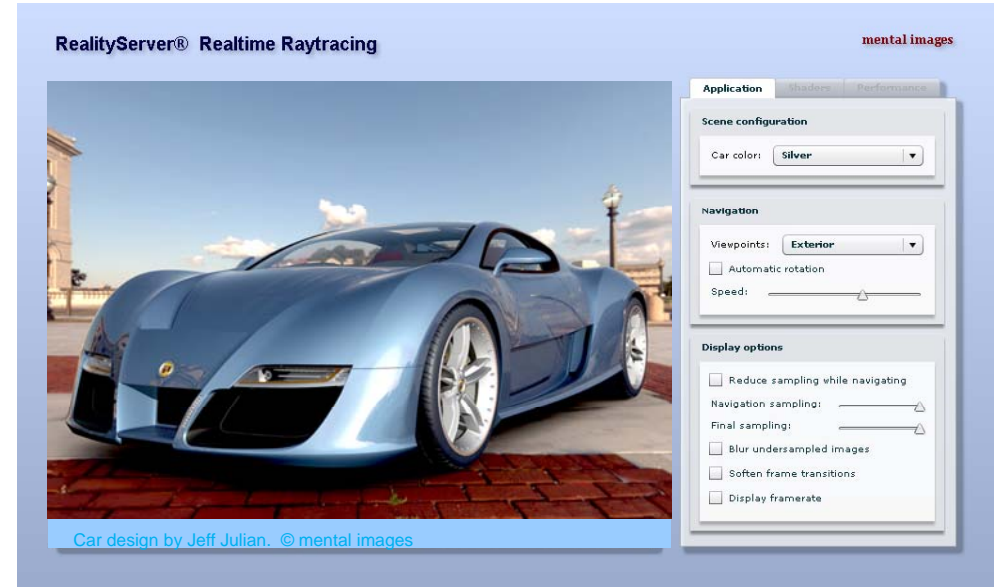 RealityServer® Realtime Raytracing
mental images
Application Shaders Performance
Scene configuration
Car color: Silver
Navigation
Viewpoints: Exterior
Automatic rotation
Speed:
Display options
Reduce sampling while navigating
Navigation sampling:
Final sampling:
Blur undersampled images
Soften frame transitions
Display framerate
Car design by Jeff Julian. © mental images